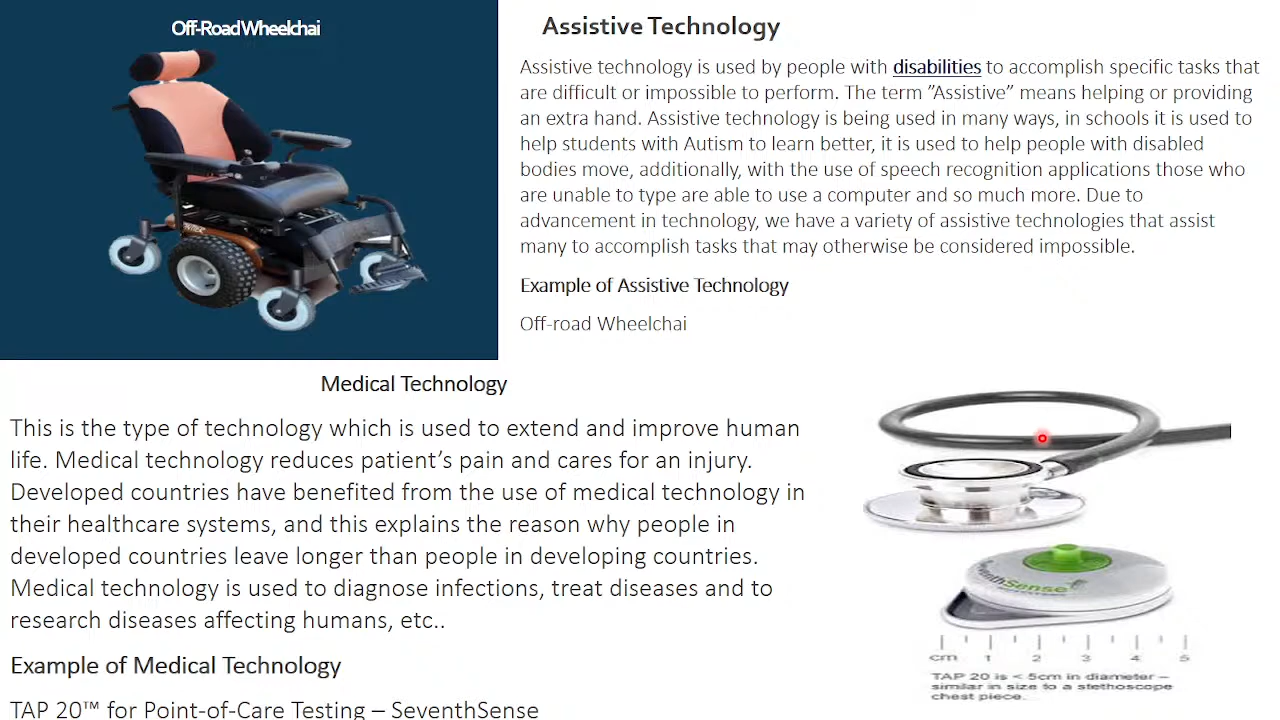 Off-Road Wheelchai
Assistive Technology
Assistive technology is used by people with disabilities to accomplish specific tasks that
are difficult or impossible to perform. The term ”Assistive” means helping or providing
an extra hand. Assistive technology is being used in many ways, in schools it is used to
help students with Autism to learn better, it is used to help people with disabled
bodies move, additionally, with the use of speech recognition applications those who
are unable to type are able to use a computer and so much more. Due to
advancement in technology, we have a variety of assistive technologies that assist
many to accomplish tasks that may otherwise be considered impossible.
Example of Assistive Technology
Off-road Wheelchai
Medical Technology
This is the type of technology which is used to extend and improve human
life. Medical technology reduces patient’s pain and cares for an injury.
Developed countries have benefited from the use of medical technology in
their healthcare systems, and this explains the reason why people in
developed countries leave longer than people in developing countries.
Medical technology is used to diagnose infections, treat diseases and to
research diseases affecting humans, etc..
Example of Medical Technology
TAP 20™ for Point-of-Care Testing – SeventhSense
cm 1 2 3 4 5
TAP 20 is < 5cm in diameter –
similar in size to a stethoscope
chest piece.